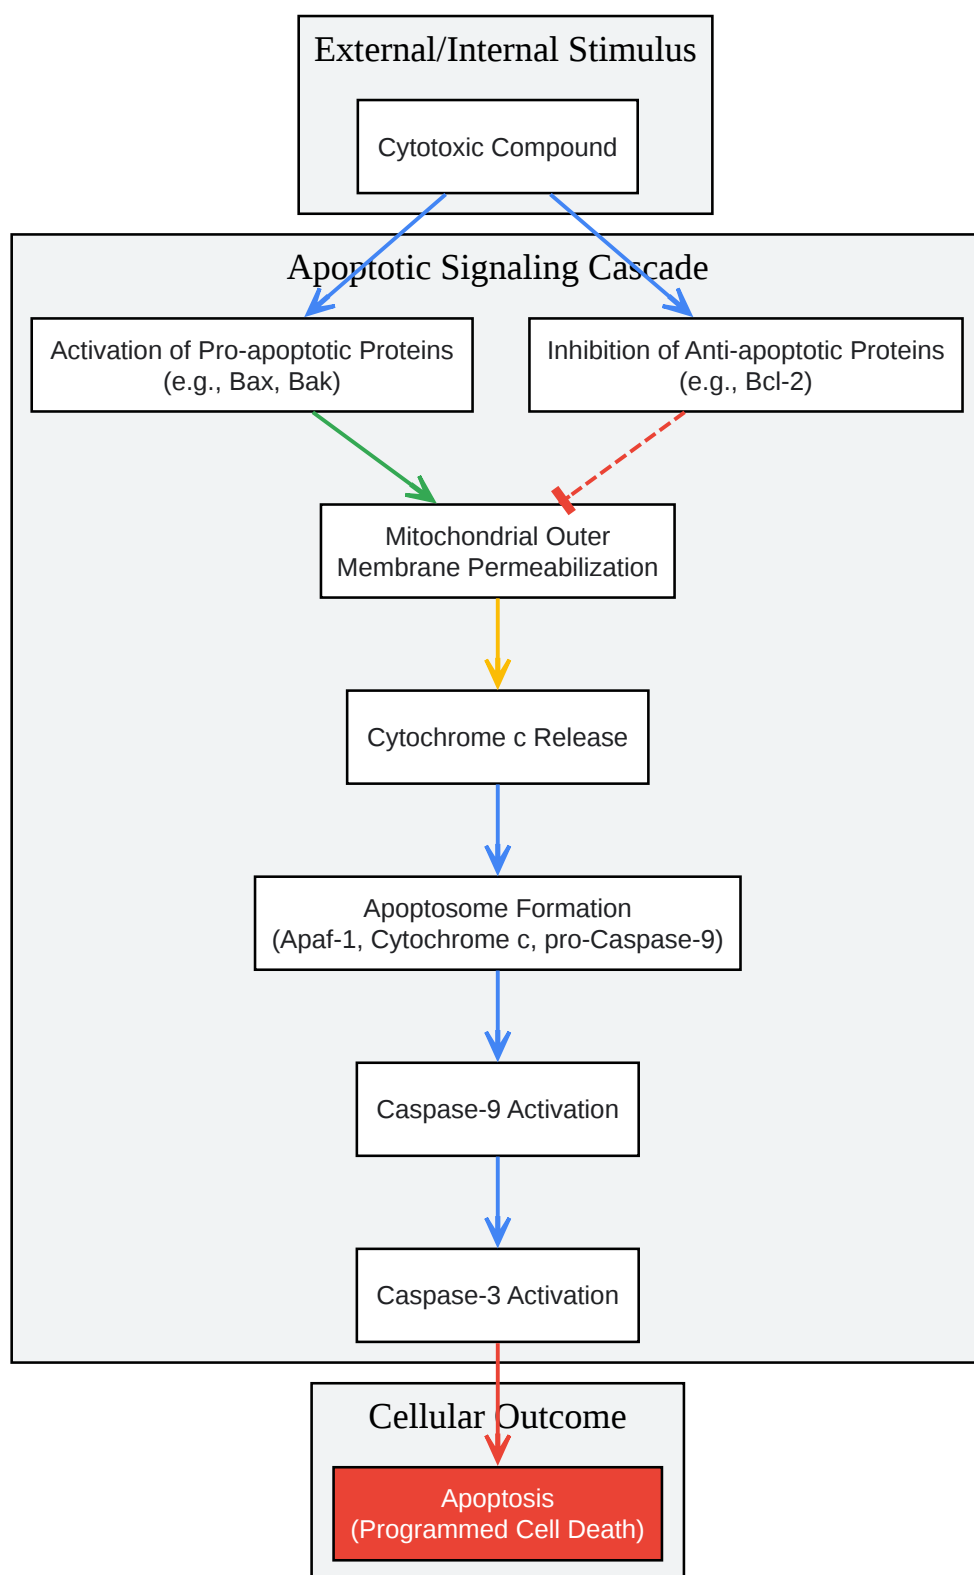 External/Internal Stimulus
Cytotoxic Compound
Apoptotic Signaling Cascade
Activation of Pro-apoptotic Proteins
(e.g., Bax, Bak)
Inhibition of Anti-apoptotic Proteins
(e.g., Bcl-2)
Mitochondrial Outer
Membrane Permeabilization
Cytochrome c Release
Apoptosome Formation
(Apaf-1, Cytochrome c, pro-Caspase-9)
Caspase-9 Activation
Caspase-3 Activation
Cellular Outcome
Apoptosis
(Programmed Cell Death)